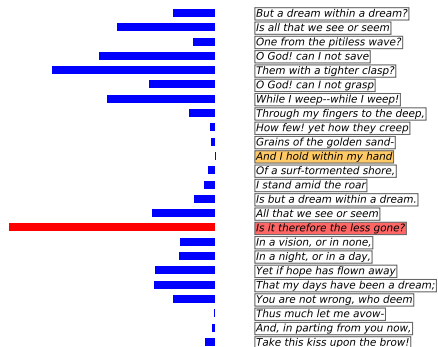 But a dream within a dream?
Is all that we see or seem
One from the pitiless wave?
O God! can I not save
Them with a tighter clasp?
O God! can I not grasp
While I weep--while I weep!
Through my fingers to the deep,
How few! yet how they creep
Grains of the golden sand-
And I hold within my hand
Of a surf-tormented shore,
I stand amid the roar
Is but a dream within a dream.
All that we see or seem
Is it therefore the less gone?
In a vision, or in none,
In a night, or in a day,
Yet if hope has flown away
That my days have been a dream;
You are not wrong, who deem
Thus much let me avow-
And, in parting from you now,
Take this kiss upon the brow!